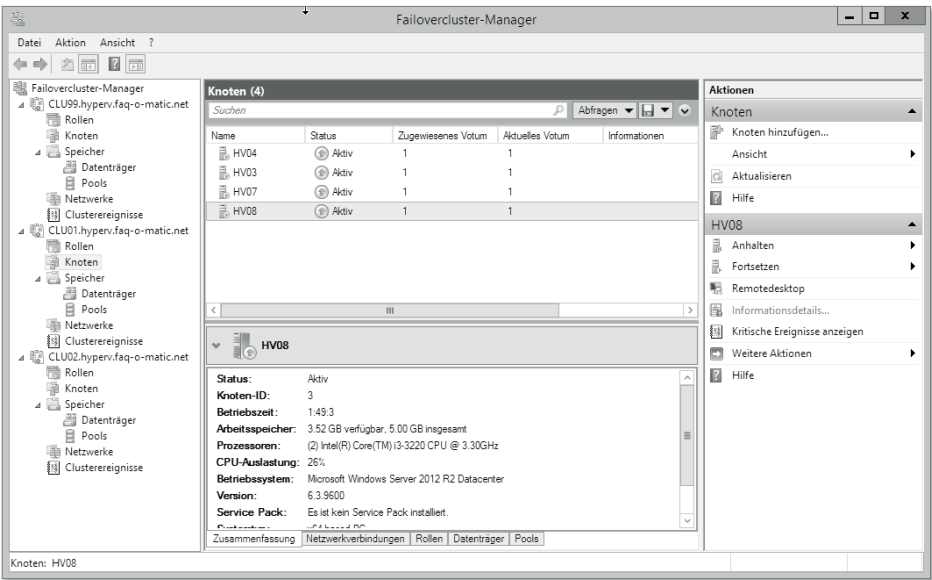 Failovercluster-Manager
Datei Aktion Ansicht ?
Failovercluster-Manager
CLU99.hyperv.faq-o-matic.net
Rollen
Knoten
Speicher
Datenträger
Pools
Netzwerke
Clusterereignisse
CLU01.hyperv.faq-o-matic.net
Rollen
Knoten
Speicher
Datenträger
Pools
Netzwerke
Clusterereignisse
CLU02.hyperv.faq-o-matic.net
Rollen
Knoten
Speicher
Datenträger
Pools
Netzwerke
Clusterereignisse
Knoten (4)
Suchen Abfragen
Name Status Zugewiesenes Votum Aktuelles Votum Informationen
HV04 Aktiv 1 1
HV03 Aktiv 1 1
HV07 Aktiv 1 1
HV08 Aktiv 1 1
HV08
Status: Aktiv
Knoten-ID: 3
Betriebszeit: 1:49:3
Arbeitsspeicher: 3.52 GB verfügbar, 5.00 GB insgesamt
Prozessoren: (2) Intel(R) Core(TM) i3-3220 CPU @ 3.30GHz
CPU-Auslastung: 26%
Betriebssystem: Microsoft Windows Server 2012 R2 Datacenter
Version: 6.3.9600
Service Pack: Es ist kein Service Pack installiert.
Zusammenfassung Netzwerkverbindungen Rollen Datenträger Pools
Aktionen
Knoten
Knoten hinzufügen...
Ansicht
Aktualisieren
Hilfe
HV08
Anhalten
Fortsetzen
Remotedesktop
Informationsdetails...
Kritische Ereignisse anzeigen
Weitere Aktionen
Hilfe
Knoten: HV08